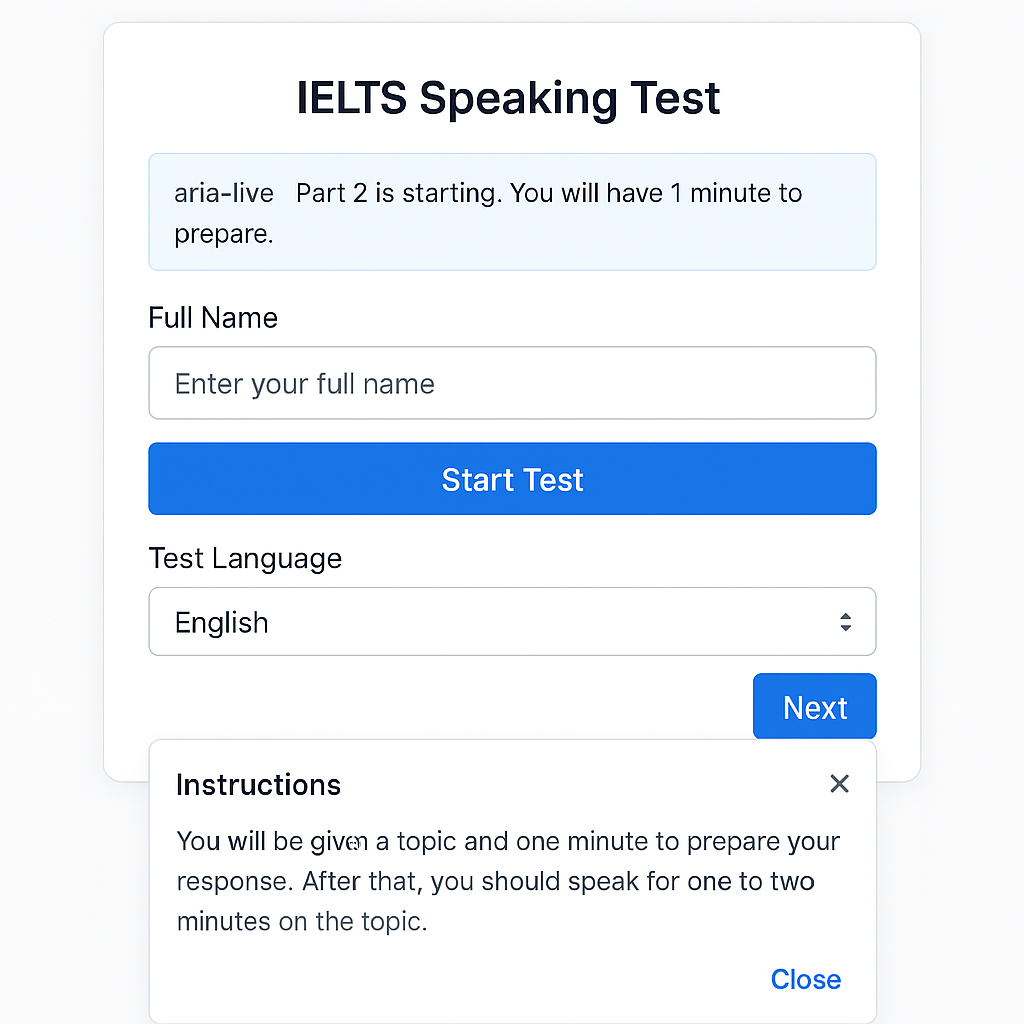 IELTS Speaking Test
aria-live Part 2 is starting. You will have 1 minute to
prepare.
Full Name
Enter your full name
Start Test
Test Language
English
Next
Instructions
You will be given a topic and one minute to prepare your
response. After that, you should speak for one to two
minutes on the topic.
Close